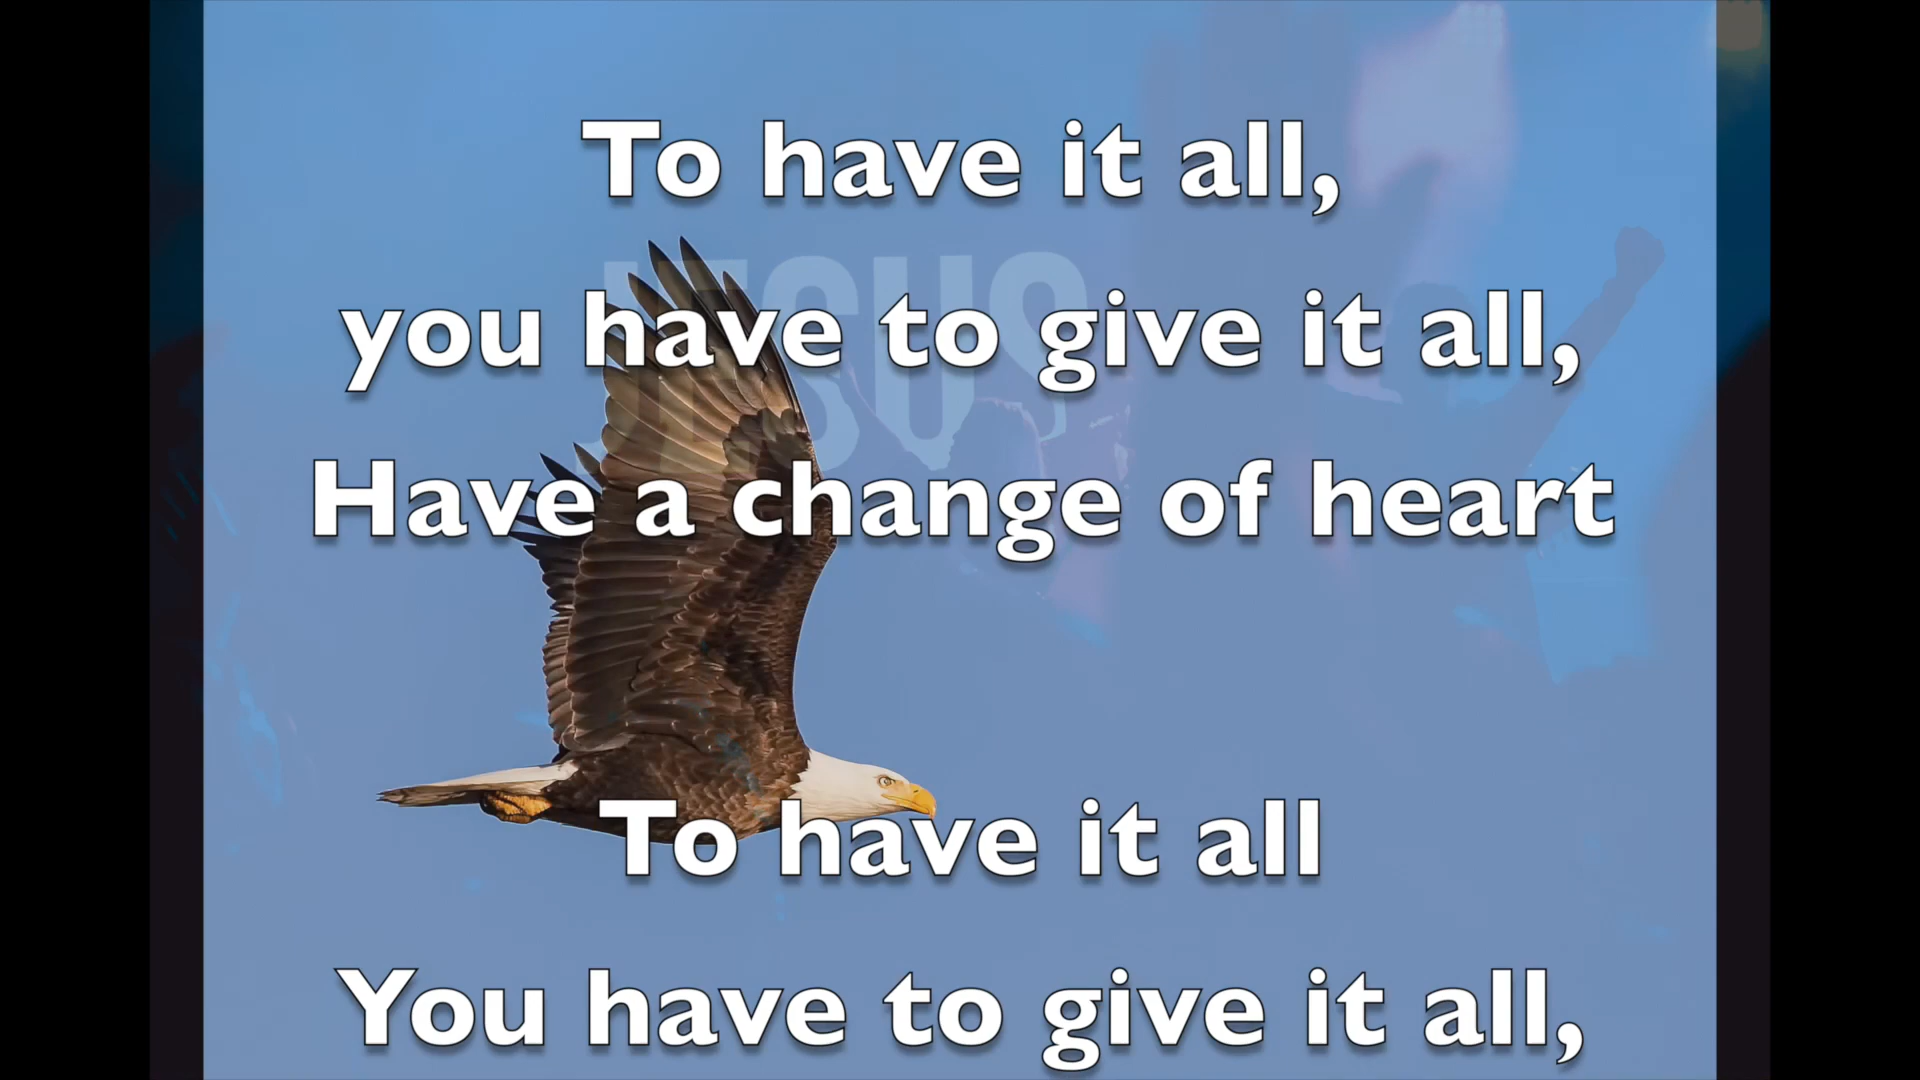 To have it all,
JESUS
you have to give it all,
Have a change of heart
To have it all
You have to give it all,